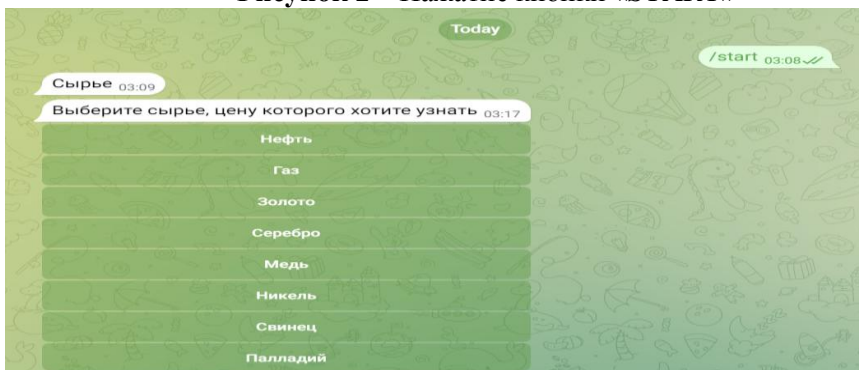 Today
/start 03:08
Сырье 03:09
Выберите сырье, цену которого хотите узнать 03:17
Нефть
Газ
Золото
Серебро
Медь
Никель
Свинец
Палладий